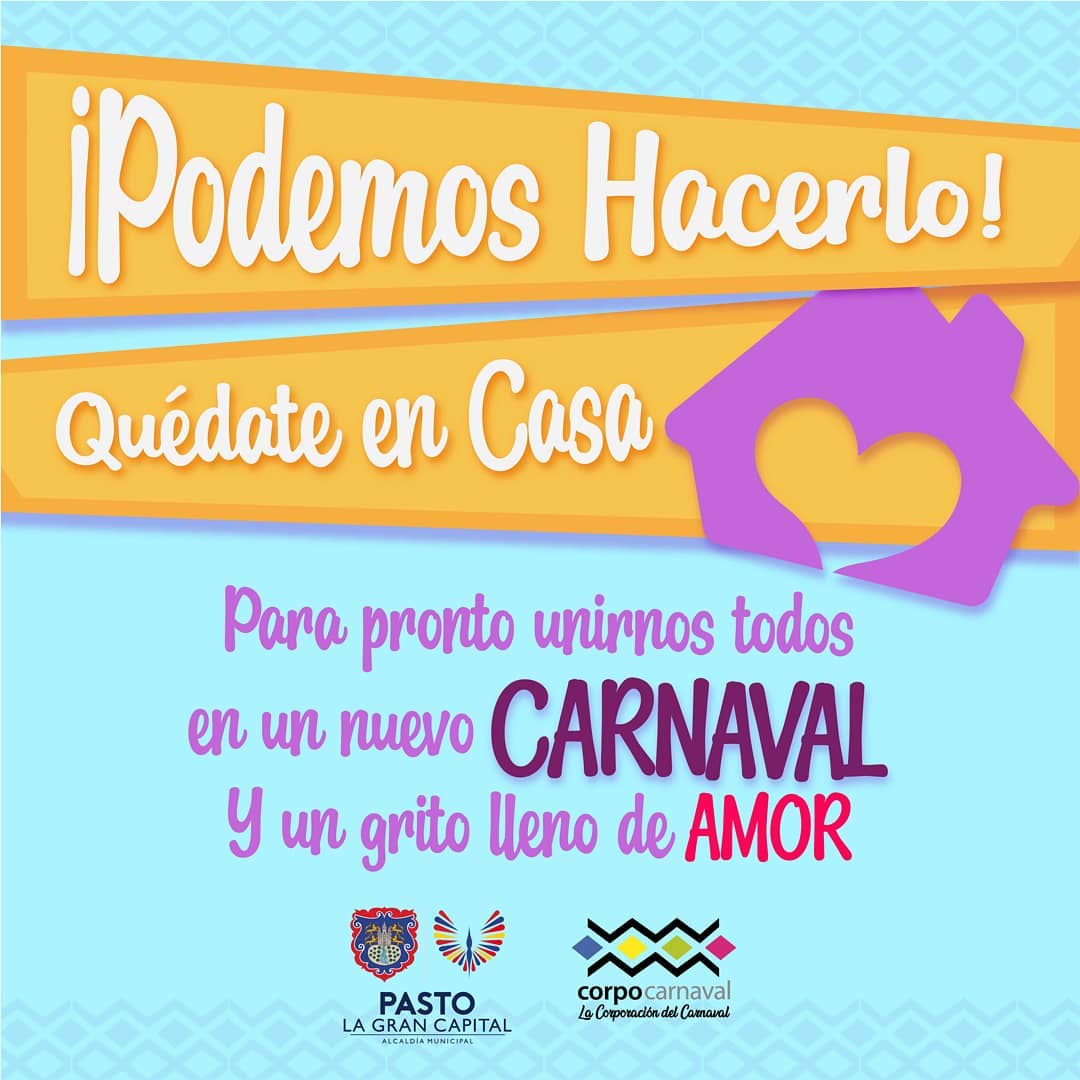 ¡Podemos Hacerlo!
Quédate en Casa
Para pronto unirnos todos
en un nuevo CARNAVAL
Y un grito lleno de AMOR
PASTO
LA GRAN CAPITAL
ALCALDÍA MUNICIPAL
corpocarnaval
La Corporación del Carnaval